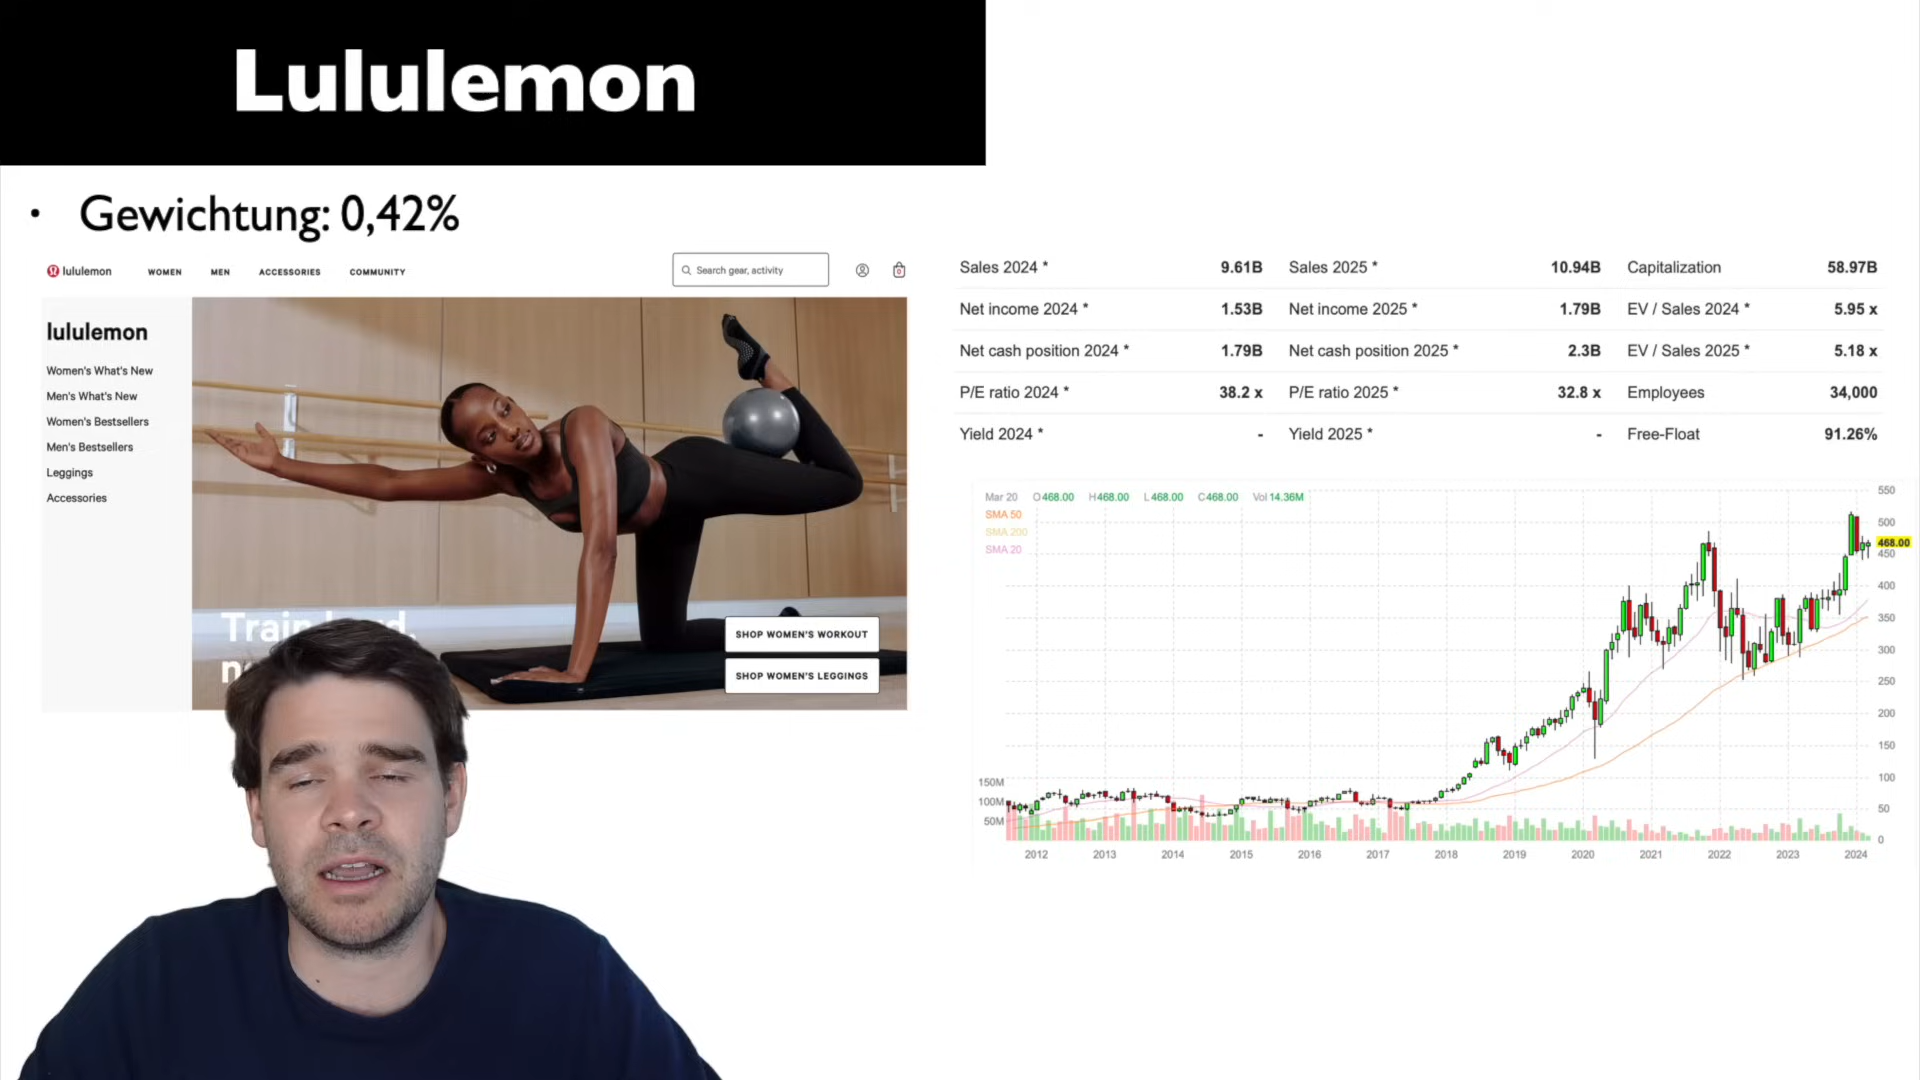 Lululemon
• Gewichtung: 0,42%
lululemon WOMEN MEN ACCESSORIES COMMUNITY Search gear, activity 0
lululemon
Women's What's New
Men's What's New
Women's Bestsellers
Men's Bestsellers
Leggings
Accessories
SHOP WOMEN'S WORKOUT
SHOP WOMEN'S LEGGINGS
Sales 2024 * 9.61B Sales 2025 * 10.94B Capitalization 58.97B
Net income 2024 * 1.53B Net income 2025 * 1.79B EV / Sales 2024 * 5.95 x
Net cash position 2024 * 1.79B Net cash position 2025 * 2.3B EV / Sales 2025 * 5.18 x
P/E ratio 2024 * 38.2 x P/E ratio 2025 * 32.8 x Employees 34,000
Yield 2024 * - Yield 2025 * - Free-Float 91.26%
Mar 20 O468.00 H468.00 L468.00 C468.00 Vol 14.36M
SMA 50
SMA 200
SMA 20
550
500
468.00
450
400
350
300
250
200
150
100
50
0
150M
100M
50M
2012 2013 2014 2015 2016 2017 2018 2019 2020 2021 2022 2023 2024